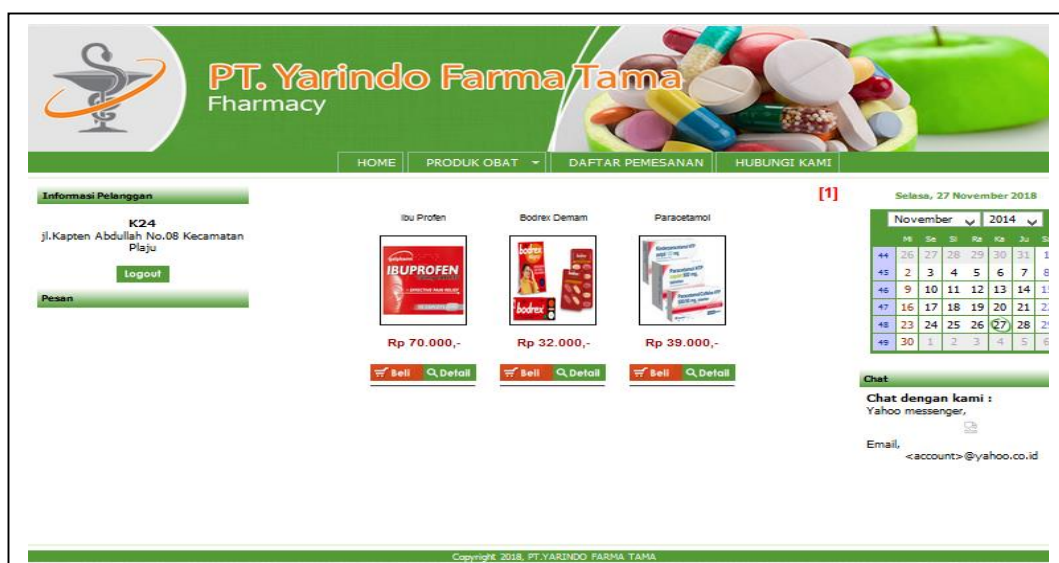 PT. Yarindo Farma Tama
Fharmacy
HOME PRODUK OBAT DAFTAR PEMESANAN HUBUNGI KAMI
Informasi Pelanggan
K24
jl.Kapten Abdullah No.08 Kecamatan
Plaju
Logout
Pesan
[1]
Ibu Profen Bodrex Demam Paracetamol
IBUPROFEN
bodrex
bodrex
Rp 70.000,- Rp 32.000,- Rp 39.000,-
Beli Detail Beli Detail Beli Detail
Selasa, 27 November 2018
November 2014
Mi Se Sl Ra Ka Ju
44 26 27 28 29 30 31 1
45 2 3 4 5 6 7 8
46 9 10 11 12 13 14
47 16 17 18 19 20 21
48 23 24 25 26 27 28
49 30 1 2 3 4 5 6
Chat
Chat dengan kami :
Yahoo messenger,
Email,
<account>@yahoo.co.id
Copyright 2018, PT.YARINDO FARMA TAMA